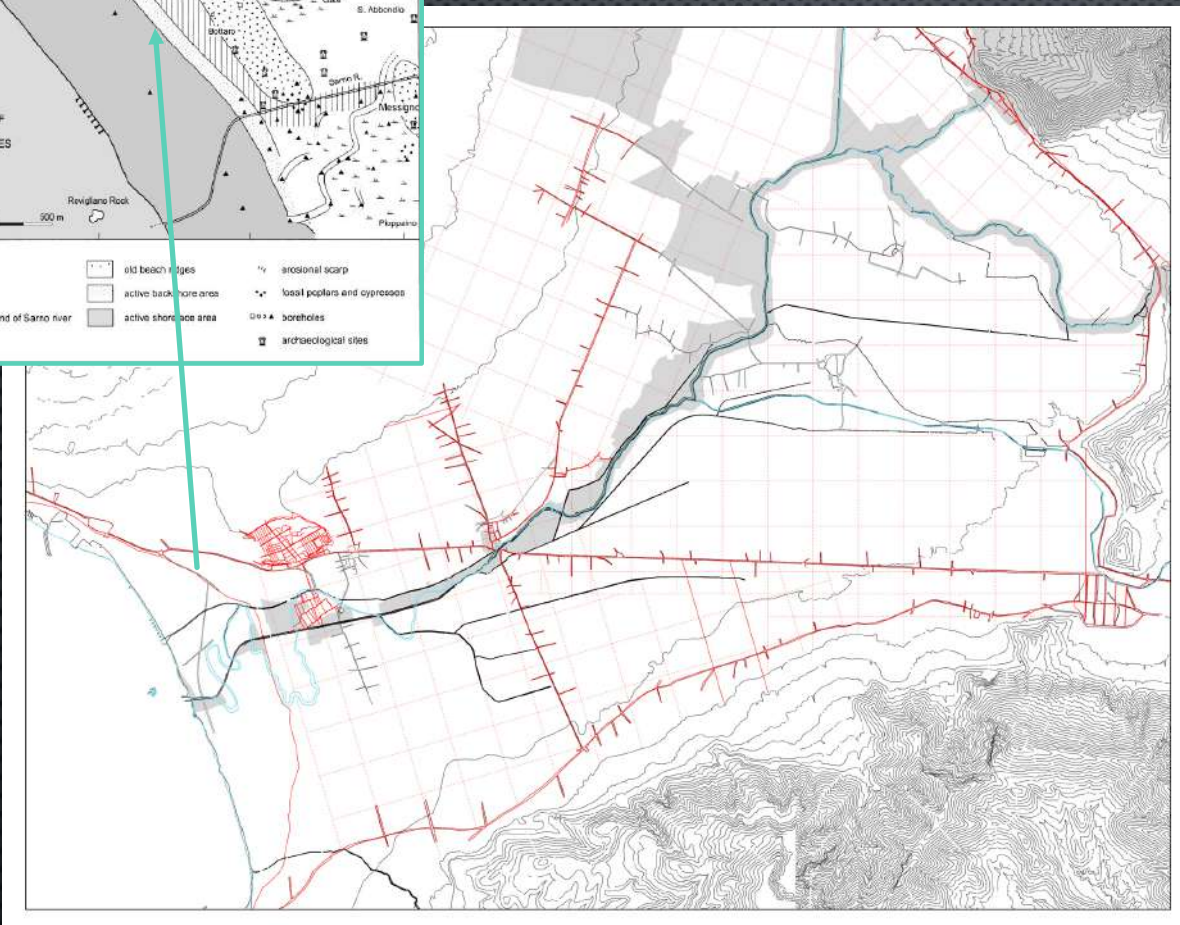 S. Abbondio
Bottaro
Sarno R.
Messigno
ES
Revigliano Rock
500 m
Pioppaino
old beach ridges
erosional scarp
active backshore area
fossil poplars and cypresses
nd of Sarno river
active shoreface area
boreholes
archaeological sites